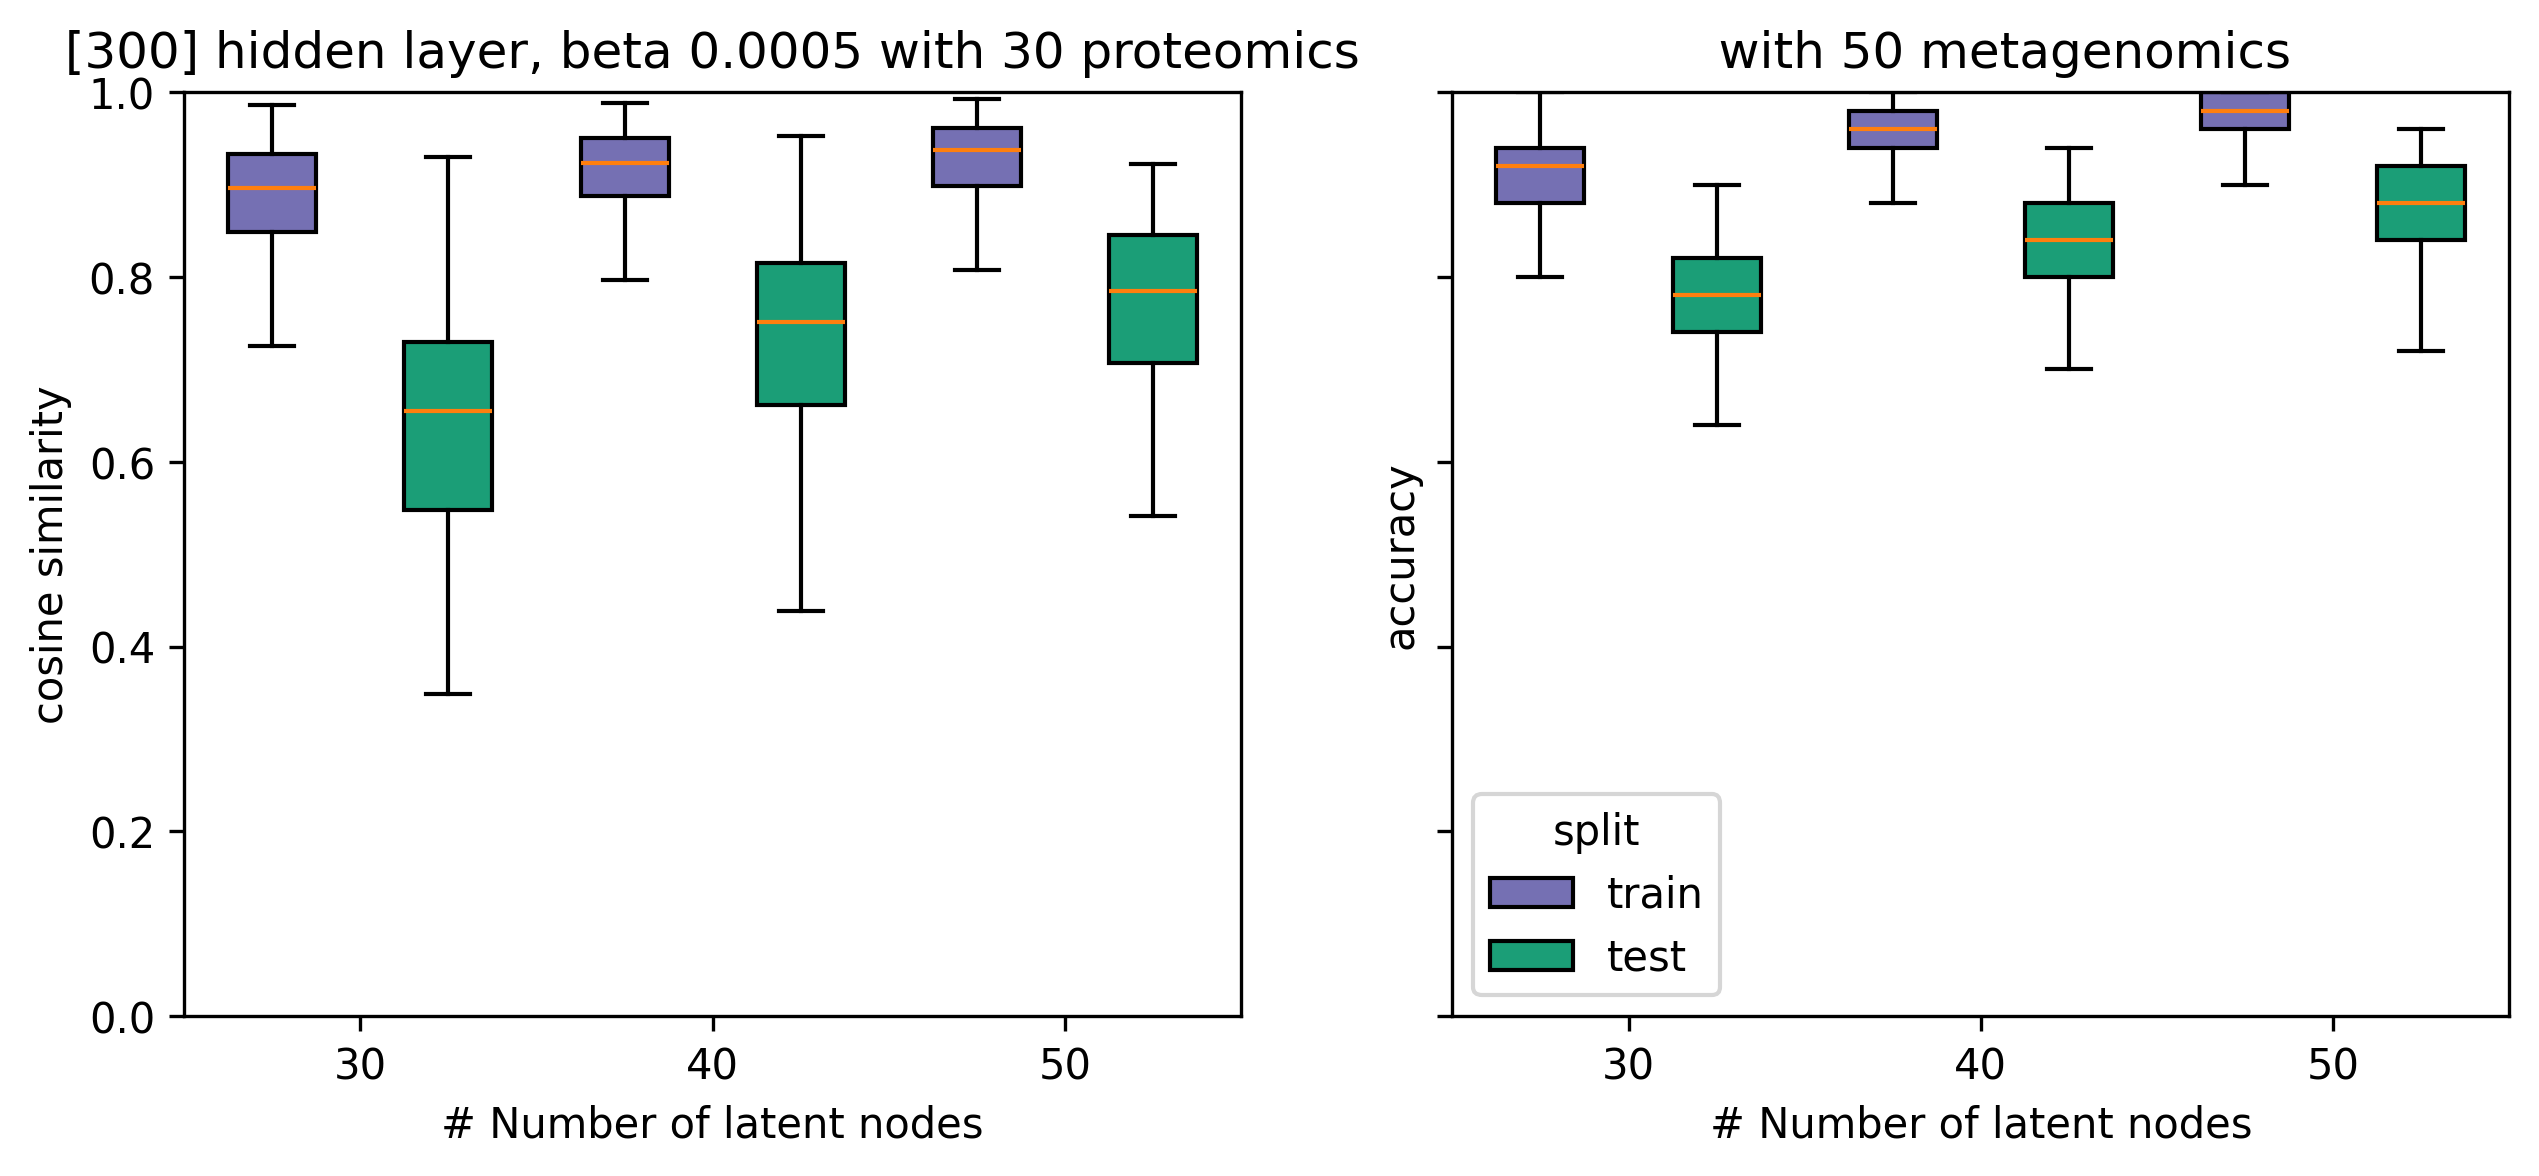 [300] hidden layer, beta 0.0005 with 30 proteomics
1.0
0.8
0.6
0.4
0.2
0.0
cosine similarity
30 40 50
# Number of latent nodes
with 50 metagenomics
accuracy
split
train
test
30 40 50
# Number of latent nodes